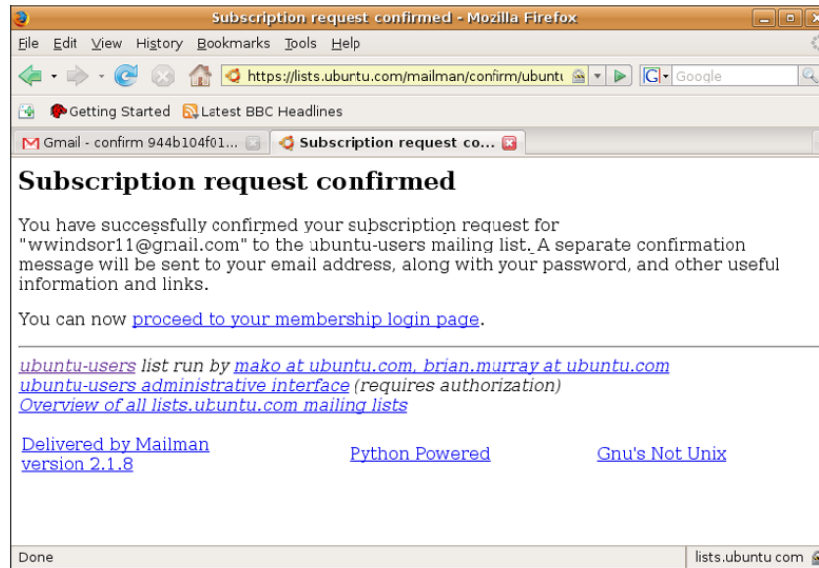 Subscription request confirmed - Mozilla Firefox
File Edit View History Bookmarks Tools Help
https://lists.ubuntu.com/mailman/confirm/ubuntu G Google
Getting Started Latest BBC Headlines
Gmail - confirm 944b104f01... Subscription request co...
Subscription request confirmed
You have successfully confirmed your subscription request for
"wwindsor11@gmail.com" to the ubuntu-users mailing list. A separate confirmation
message will be sent to your email address, along with your password, and other useful
information and links.
You can now proceed to your membership login page.
ubuntu-users list run by mako at ubuntu.com, brian.murray at ubuntu.com
ubuntu-users administrative interface (requires authorization)
Overview of all lists.ubuntu.com mailing lists
Delivered by Mailman
version 2.1.8
Python Powered
Gnu's Not Unix
Done lists.ubuntu.com